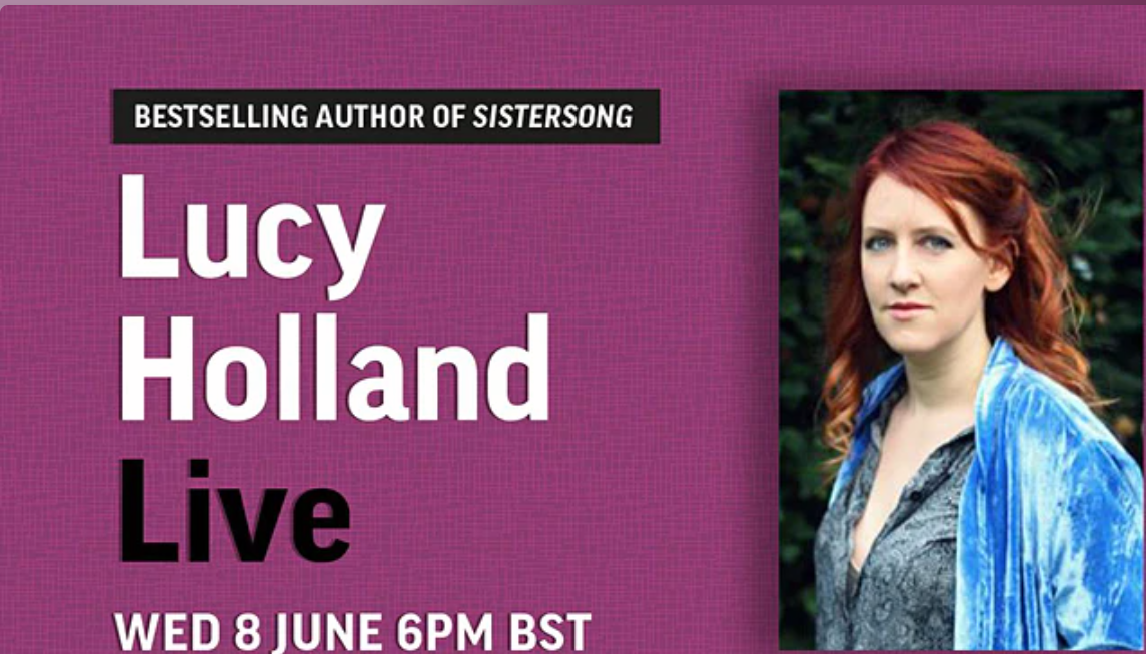 BESTSELLING AUTHOR OF SISTERSONG
Lucy
Holland
Live
WED 8 JUNE 6PM BST